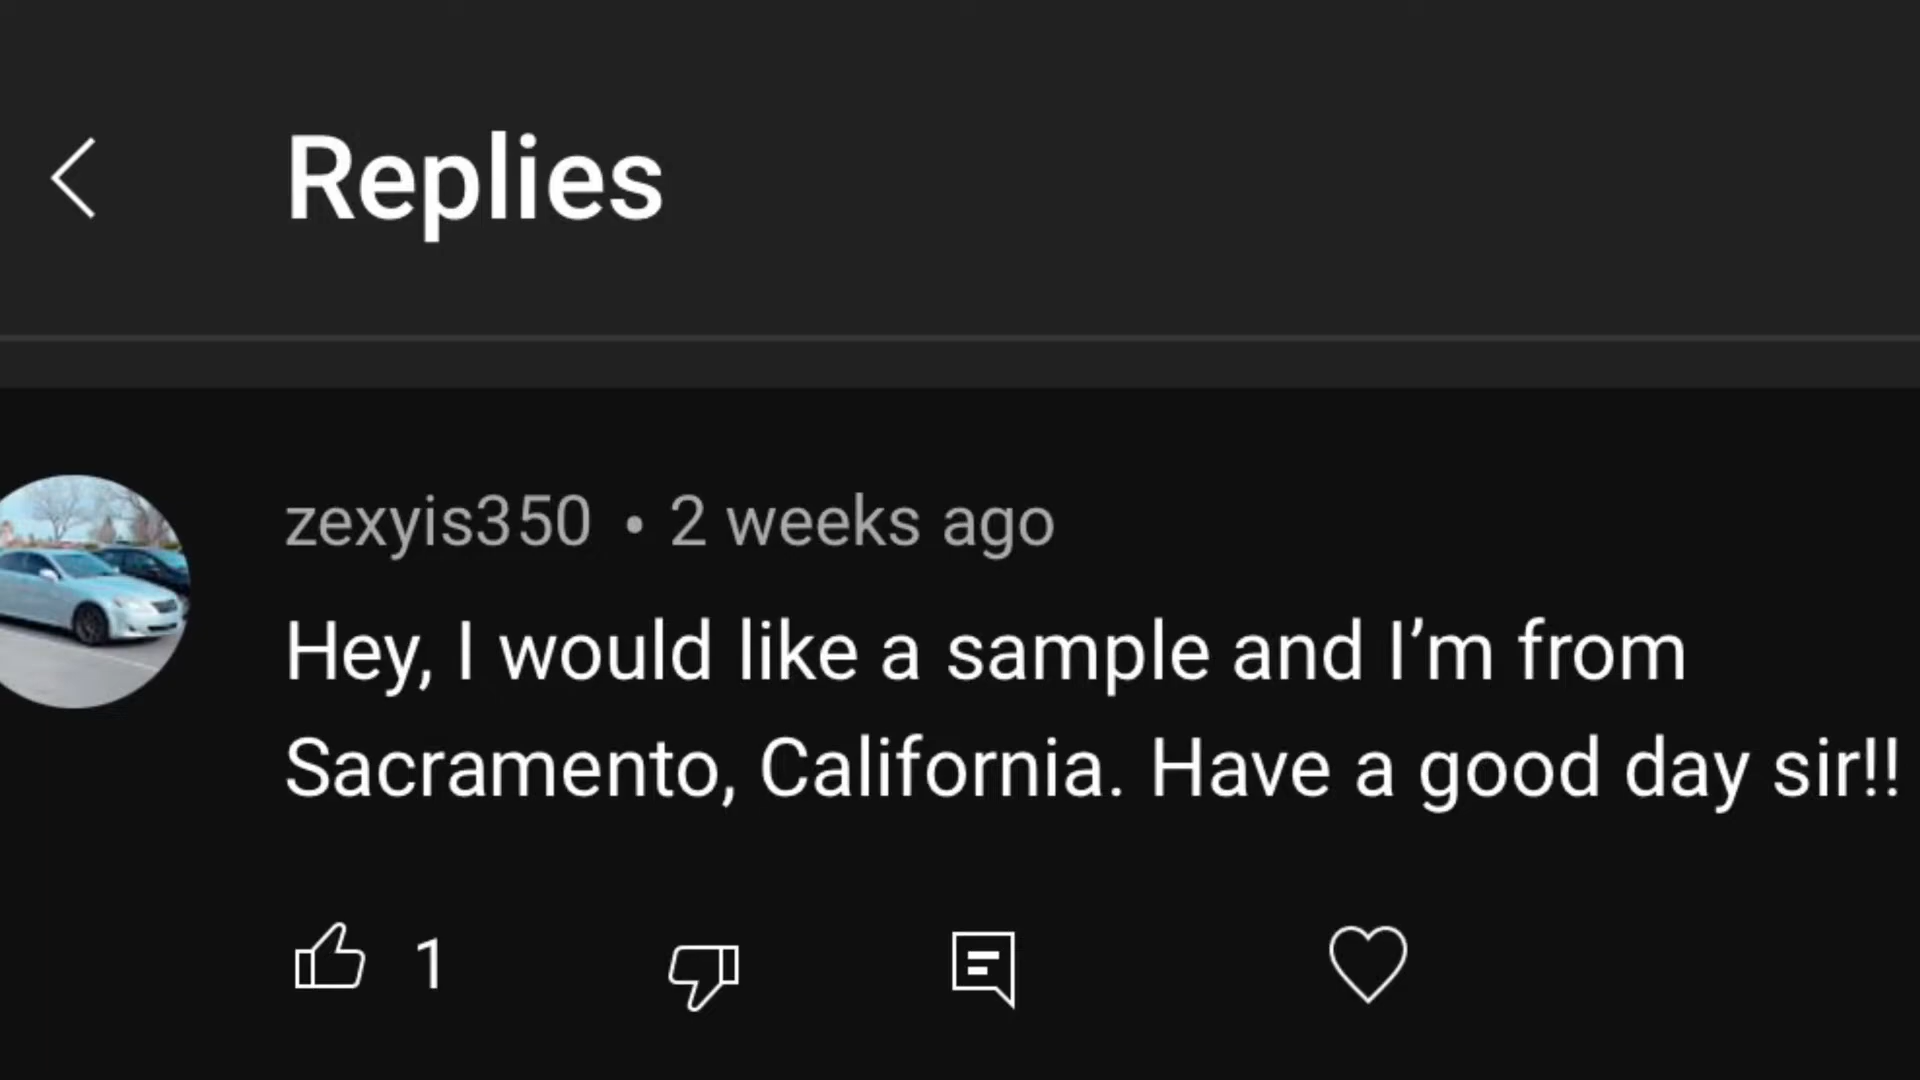 Replies
zexyis350 • 2 weeks ago
Hey, I would like a sample and I’m from
Sacramento, California. Have a good day sir!!
1